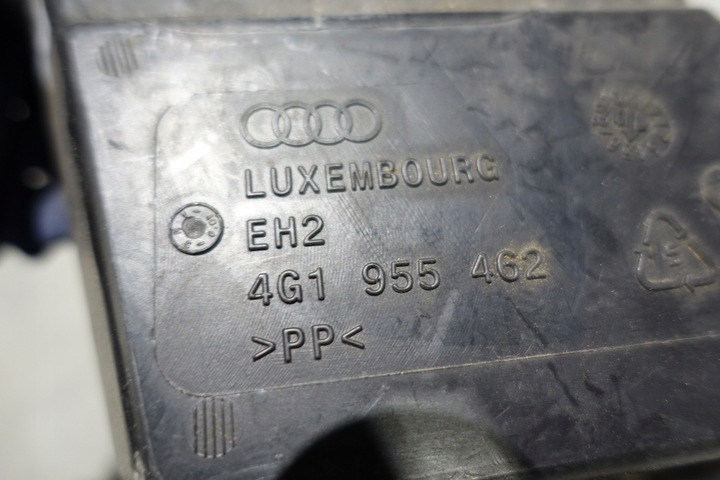 LUXEMBOURG
EH2
4G1 955 462
>PP<